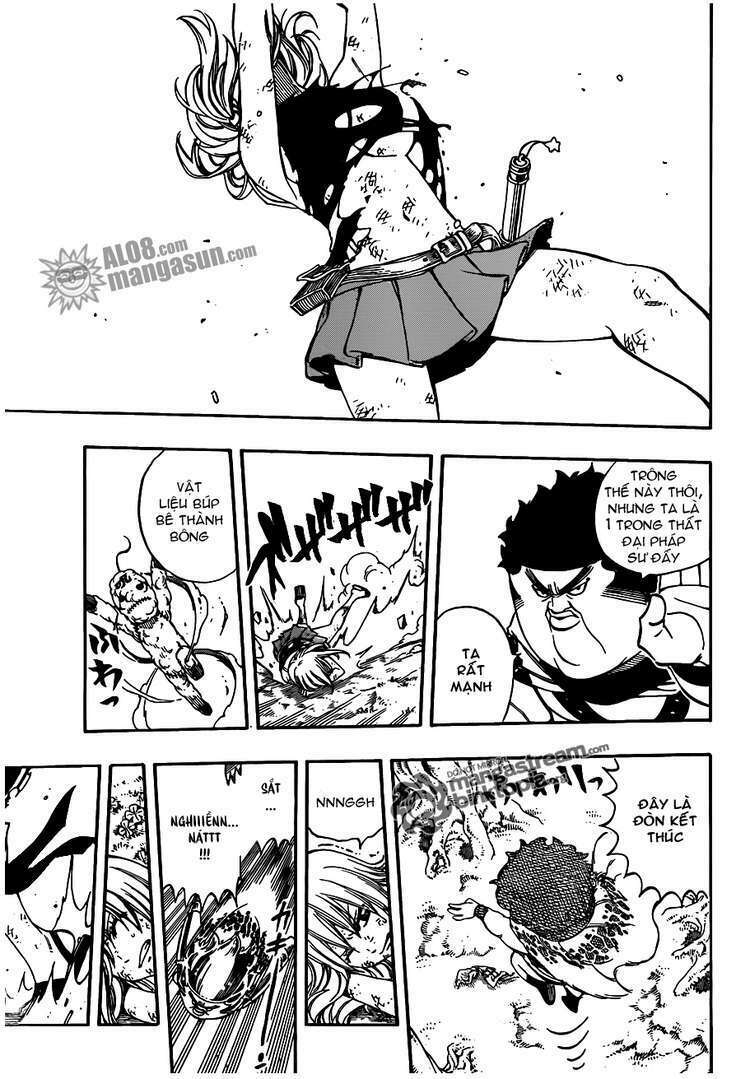 AL08.com
mangasun.com
TRÔNG
THẾ NÀY THÔI,
NHƯNG TA LÀ
1 TRONG THẤT
ĐẠI PHÁP
SƯ ĐẤY
TA
RẤT
MẠNH
VẬT
LIỆU BÚP
BÊ THÀNH
BÔNG
ĐÂY LÀ
ĐÒN KẾT
THÚC
mangastream.com
NNNGGH
SẮT
...
NGHIIIỀNN...
NÁTTT
!!!